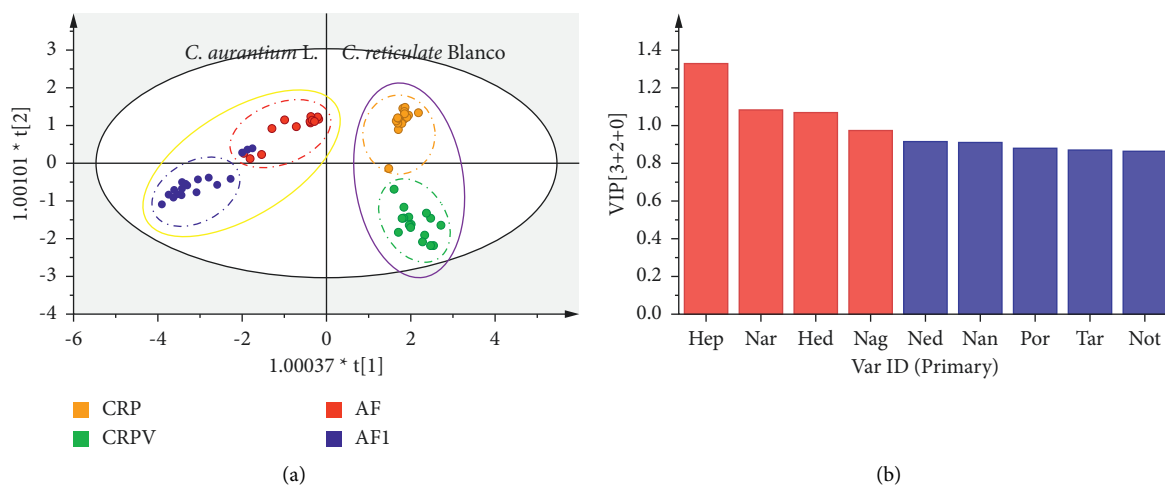 C. aurantium L.
C. reticulate Blanco
3
2
1
0
-1
-2
-3
-4
1.00101 * t[2]
-6
-4
-2
0
2
4
1.00037 * t[1]
CRP
AF
CRPV
AF1
(a)
1.4
1.2
1.0
0.8
0.6
0.4
0.2
0.0
VIP[3+2+0]
Hep Nar Hed Nag Ned Nan Por Tar Not
Var ID (Primary)
(b)